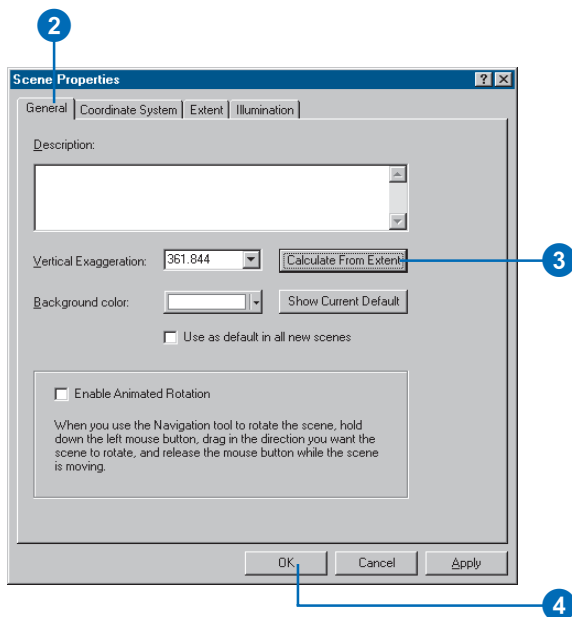 2
Scene Properties
? X
General Coordinate System Extent Illumination
Description:
Vertical Exaggeration: 361.844 Calculate From Extent
3
Background color: Show Current Default
Use as default in all new scenes
Enable Animated Rotation
When you use the Navigation tool to rotate the scene, hold
down the left mouse button, drag in the direction you want the
scene to rotate, and release the mouse button while the scene
is moving.
OK Cancel Apply
4